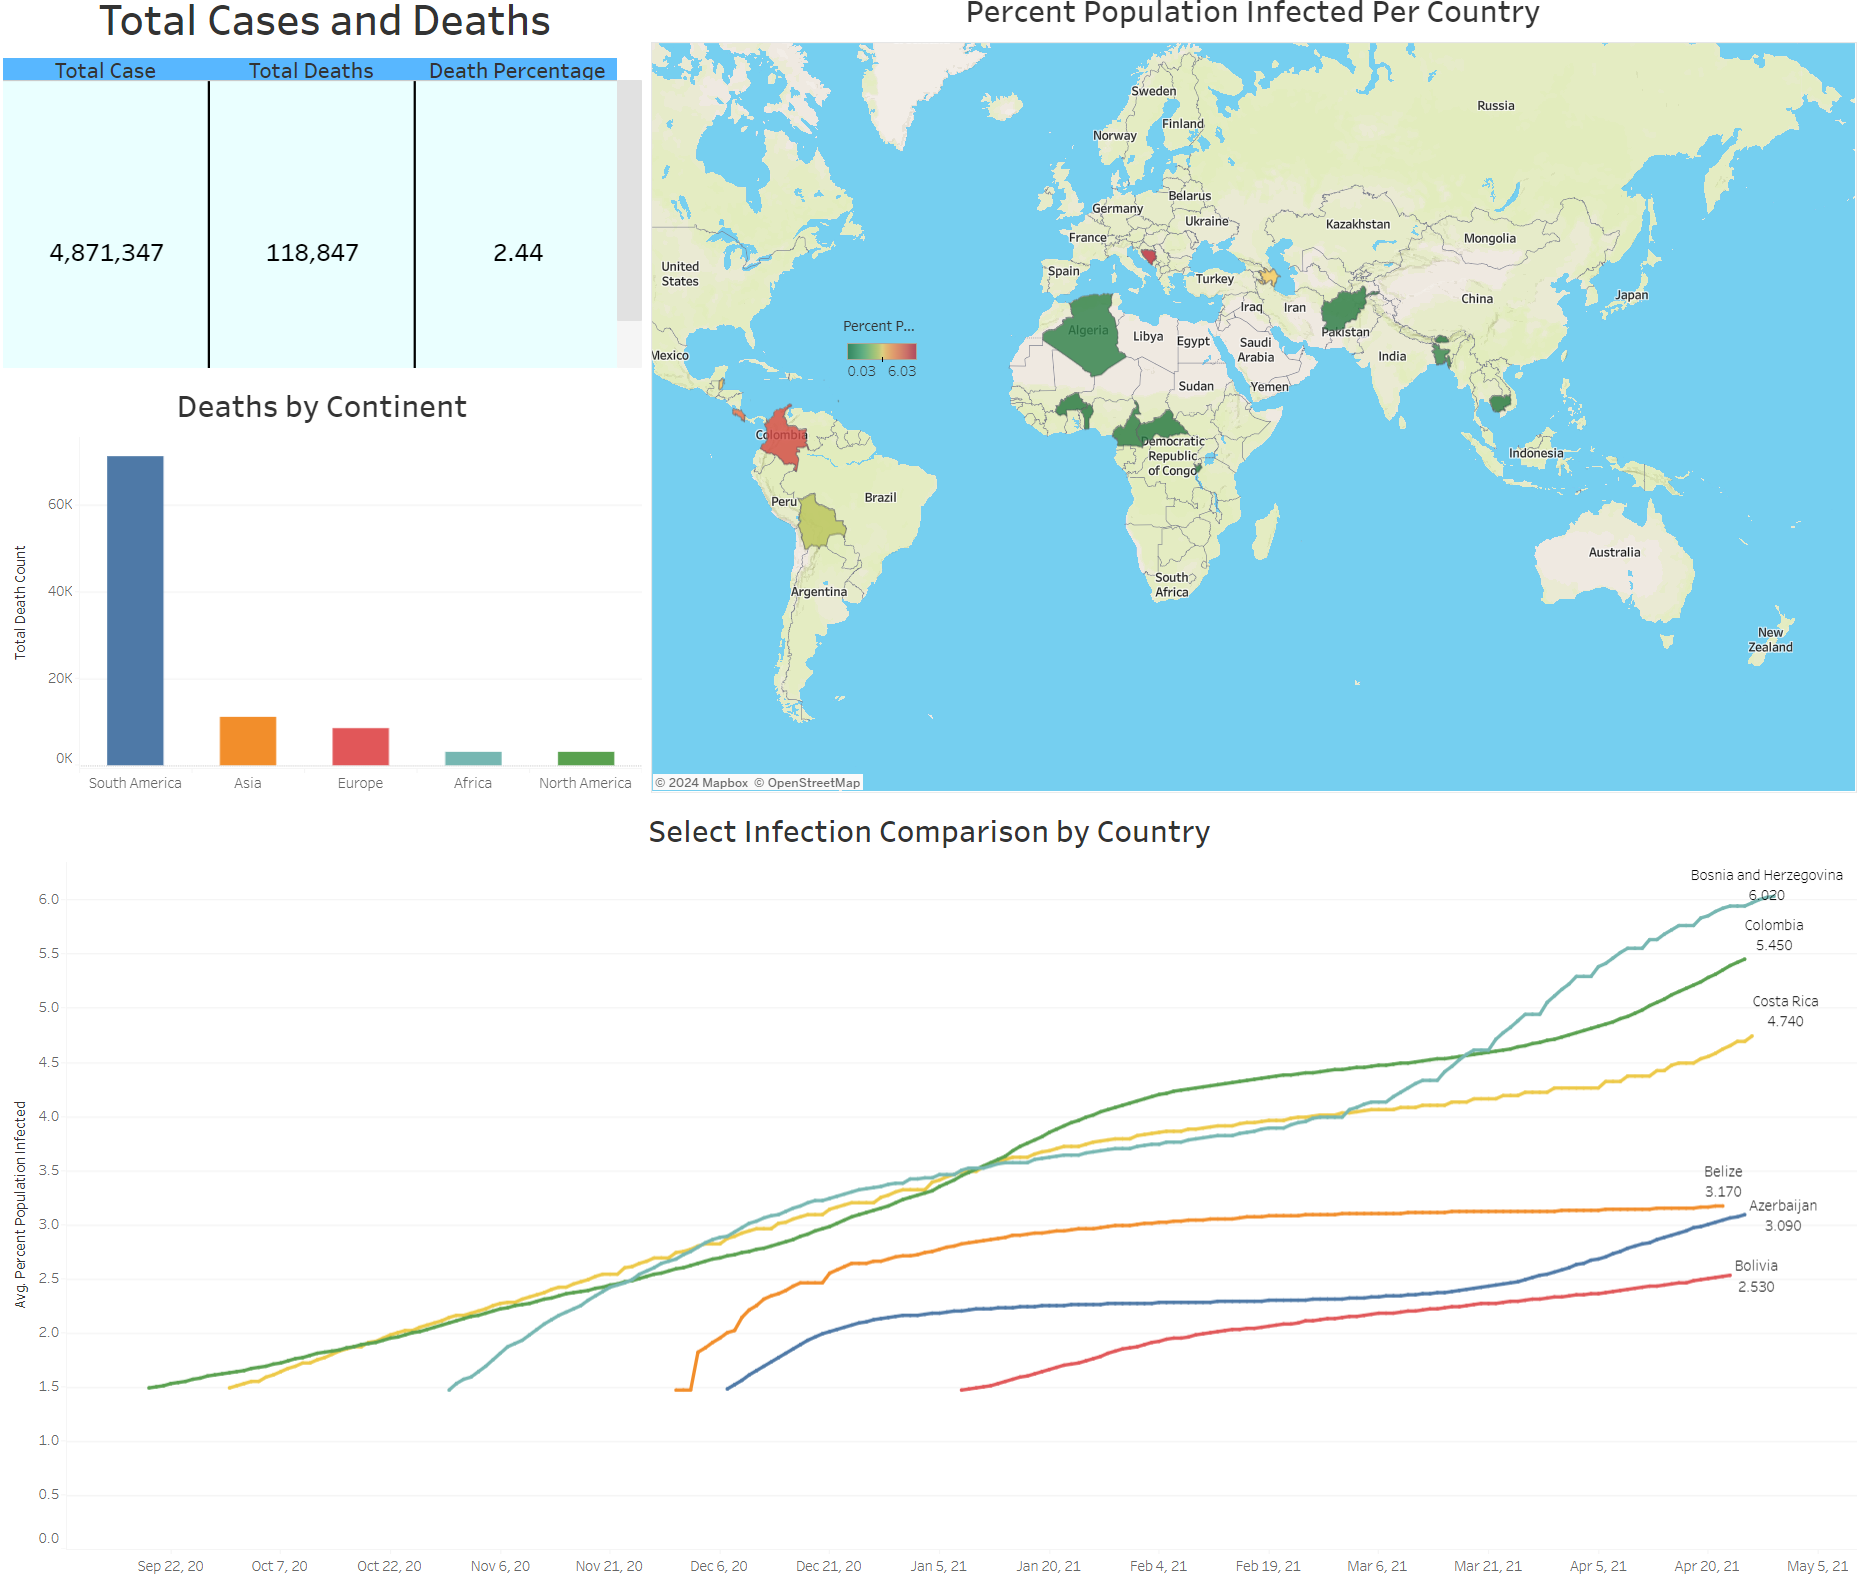 Total Cases and Deaths
Total Case
Total Deaths
Death Percentage
4,871,347
118,847
2.44
Deaths by Continent
Total Death Count
60K
40K
20K
0K
South America
Asia
Europe
Africa
North America
Percent Population Infected Per Country
Sweden
Finland
Norway
Russia
Belarus
Germany
Ukraine
France
Kazakhstan
Mongolia
United
States
Spain
Turkey
China
Japan
Iraq
Iran
Algeria
Libya
Egypt
Saudi
Arabia
Pakistan
India
Mexico
Percent P...
0.03
6.03
Sudan
Yemen
Colombia
Democratic
Republic
of Congo
Indonesia
Peru
Brazil
Australia
Argentina
South
Africa
New
Zealand
© 2024 Mapbox © OpenStreetMap
Select Infection Comparison by Country
Avg. Percent Population Infected
6.0
5.5
5.0
4.5
4.0
3.5
3.0
2.5
2.0
1.5
1.0
0.5
0.0
Bosnia and Herzegovina
6.020
Colombia
5.450
Costa Rica
4.740
Belize
3.170
Azerbaijan
3.090
Bolivia
2.530
Sep 22, 20
Oct 7, 20
Oct 22, 20
Nov 6, 20
Nov 21, 20
Dec 6, 20
Dec 21, 20
Jan 5, 21
Jan 20, 21
Feb 4, 21
Feb 19, 21
Mar 6, 21
Mar 21, 21
Apr 5, 21
Apr 20, 21
May 5, 21